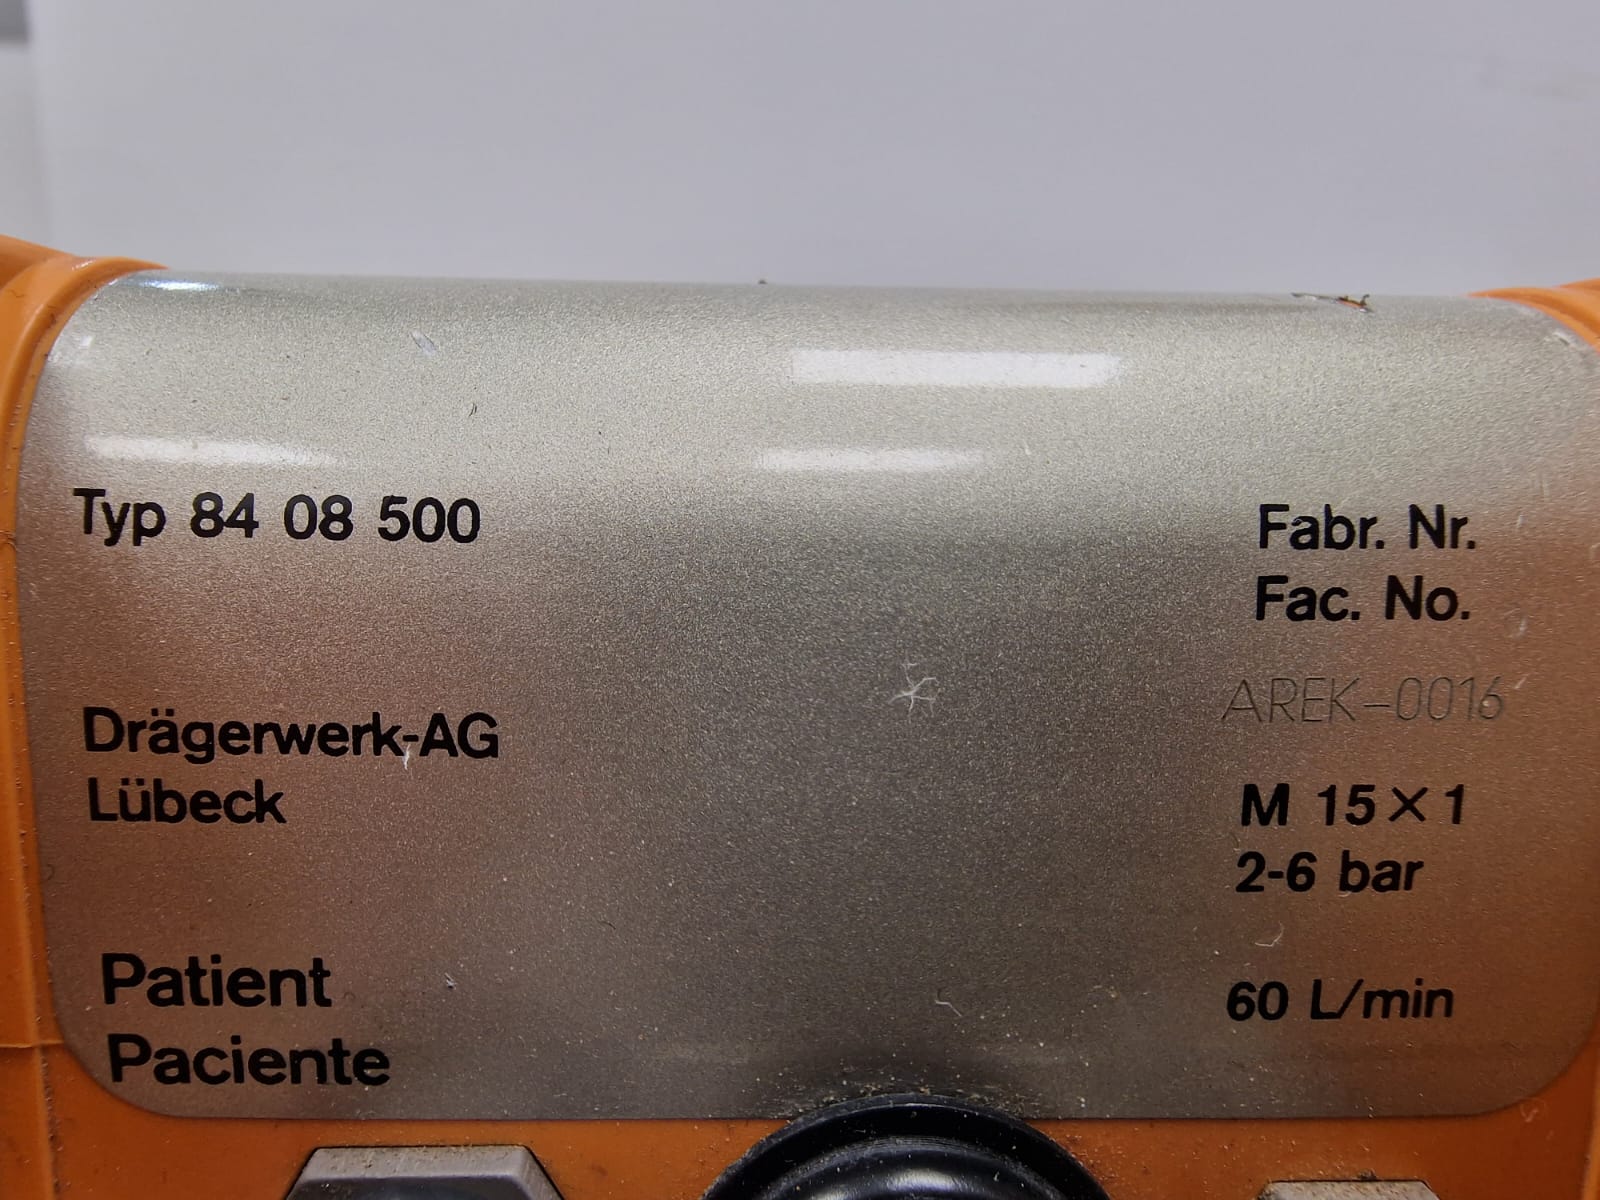 Typ 84 08 500
Fabr. Nr.
Fac. No.
AREK-0016
Drägerwerk-AG
Lübeck
M 15 × 1
2-6 bar
Patient
Paciente
60 L/min